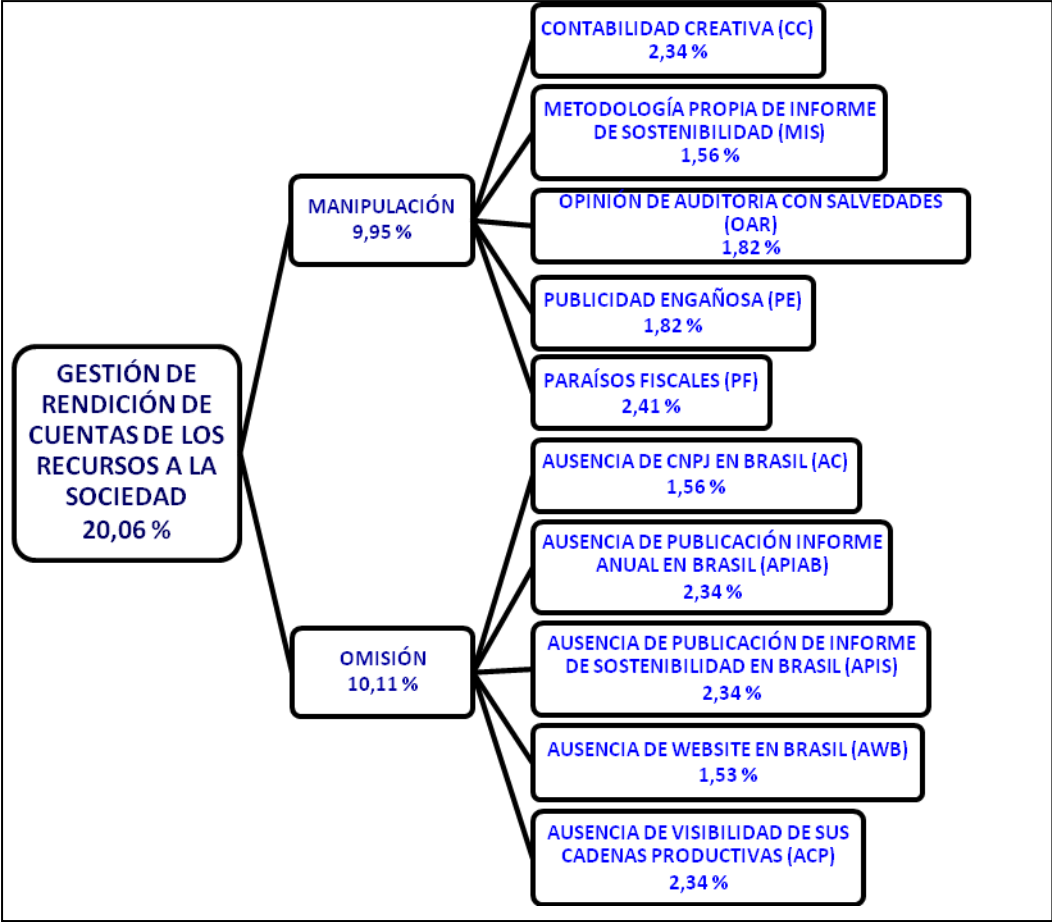 GESTIÓN DE
RENDICIÓN DE
CUENTAS DE LOS
RECURSOS A LA
SOCIEDAD
20,06 %
MANIPULACIÓN
9,95 %
CONTABILIDAD CREATIVA (CC)
2,34 %
METODOLOGÍA PROPIA DE INFORME
DE SOSTENIBILIDAD (MIS)
1,56 %
OPINIÓN DE AUDITORIA CON SALVEDADES
(OAR)
1,82 %
PUBLICIDAD ENGAÑOSA (PE)
1,82 %
PARAÍSOS FISCALES (PF)
2,41 %
OMISIÓN
10,11 %
AUSENCIA DE CNPJ EN BRASIL (AC)
1,56 %
AUSENCIA DE PUBLICACIÓN INFORME
ANUAL EN BRASIL (APIAB)
2,34 %
AUSENCIA DE PUBLICACIÓN DE INFORME
DE SOSTENIBILIDAD EN BRASIL (APIS)
2,34 %
AUSENCIA DE WEBSITE EN BRASIL (AWB)
1,53 %
AUSENCIA DE VISIBILIDAD DE SUS
CADENAS PRODUCTIVAS (ACP)
2,34 %